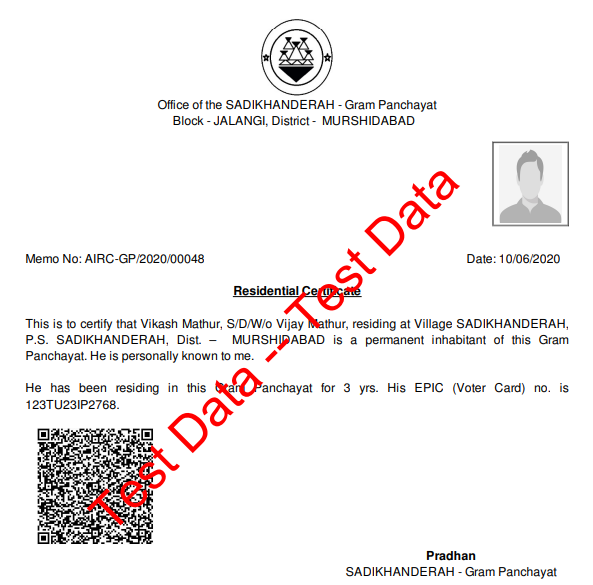 Office of the SADIKHANDERAH - Gram Panchayat
Block - JALANGI, District - MURSHIDABAD
Memo No: AIRC-GP/2020/00048
Date: 10/06/2020
Residential Certificate
This is to certify that Vikash Mathur, S/D/W/o Vijay Mathur, residing at Village SADIKHANDERAH,
P.S. SADIKHANDERAH, Dist. – MURSHIDABAD is a permanent inhabitant of this Gram
Panchayat. He is personally known to me.
He has been residing in this Gram Panchayat for 3 yrs. His EPIC (Voter Card) no. is
123TU23IP2768.
Test Data -- Test Data
Pradhan
SADIKHANDERAH - Gram Panchayat